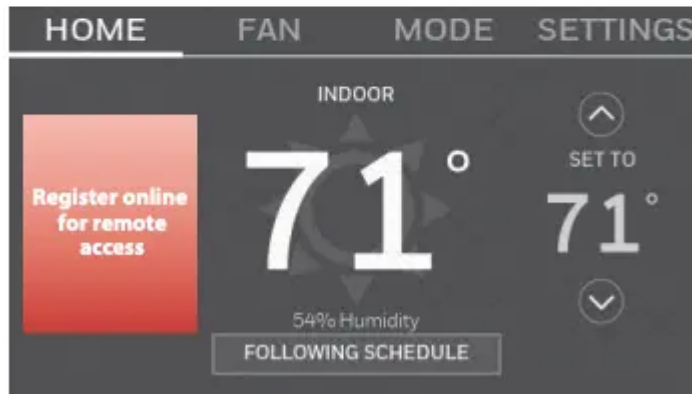 HOME FAN MODE SETTINGS
INDOOR
71°
54% Humidity
FOLLOWING SCHEDULE
Register online
for remote
access
SET TO
71°